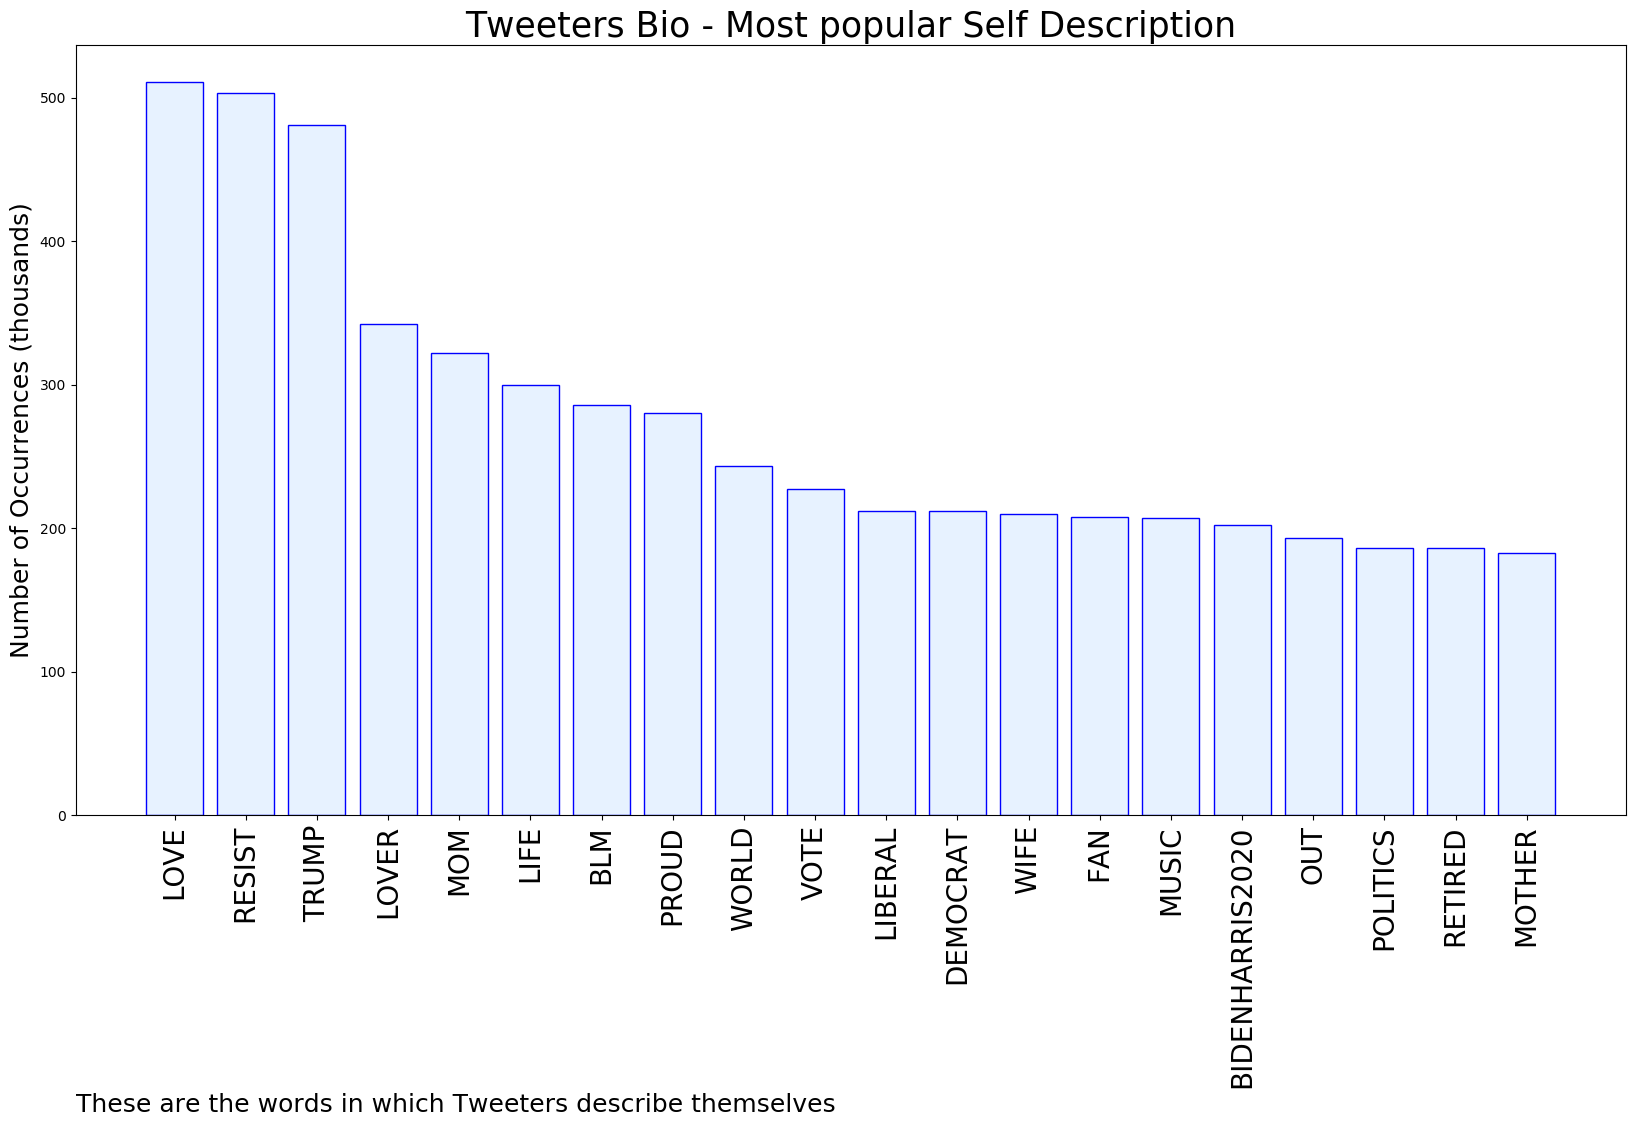 Tweeters Bio - Most popular Self Description
Number of Occurrences (thousands)
500
400
300
200
100
0
LOVE
RESIST
TRUMP
LOVER
MOM
LIFE
BLM
PROUD
WORLD
VOTE
LIBERAL
DEMOCRAT
WIFE
FAN
MUSIC
BIDENHARRIS2020
OUT
POLITICS
RETIRED
MOTHER
These are the words in which Tweeters describe themselves